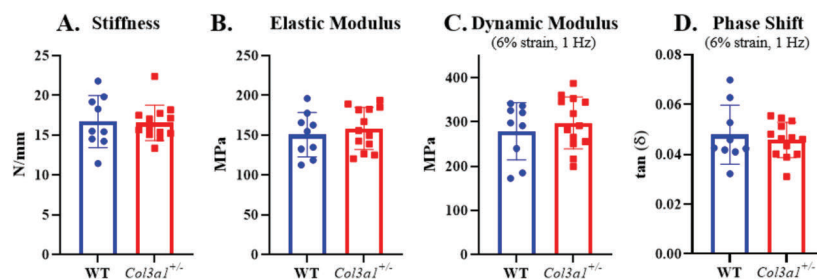 A. Stiffness
N/mm
25
20
15
10
5
0
WT Col3a1+/-
B. Elastic Modulus
MPa
250
200
150
100
50
0
WT Col3a1+/-
C. Dynamic Modulus
(6% strain, 1 Hz)
MPa
400
300
200
100
0
WT Col3a1+/-
D. Phase Shift
(6% strain, 1 Hz)
tan (δ)
0.08
0.06
0.04
0.02
0.00
WT Col3a1+/-